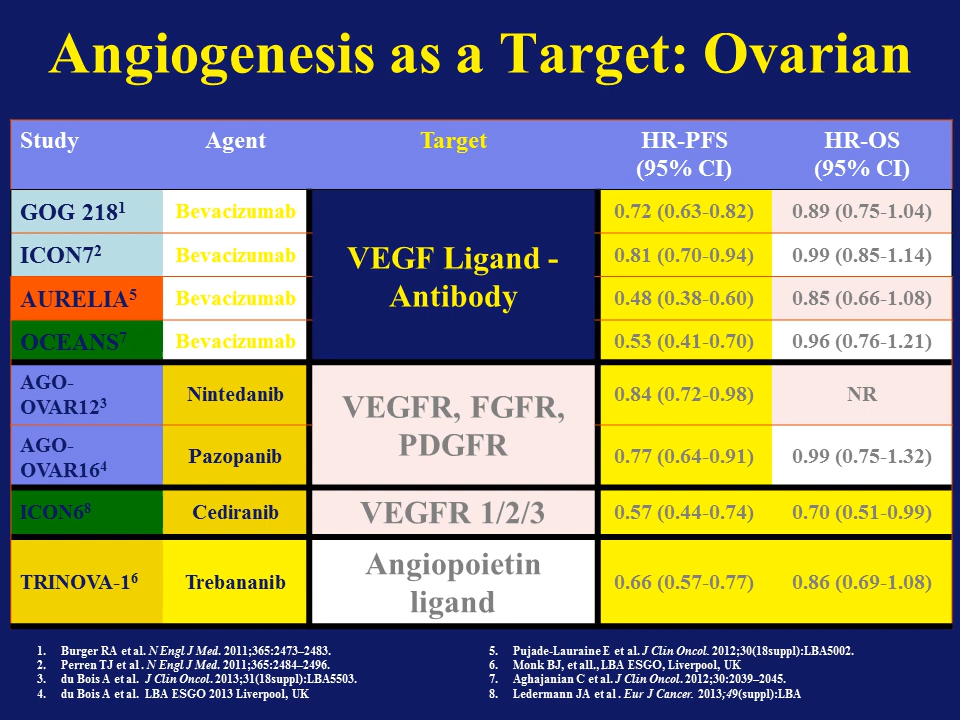 Angiogenesis as a Target: Ovarian
Study Agent Target HR-PFS (95% CI) HR-OS (95% CI)
GOG 218¹ Bevacizumab VEGF Ligand - Antibody 0.72 (0.63-0.82) 0.89 (0.75-1.04)
ICON7² Bevacizumab 0.81 (0.70-0.94) 0.99 (0.85-1.14)
AURELIA⁵ Bevacizumab 0.48 (0.38-0.60) 0.85 (0.66-1.08)
OCEANS⁷ Bevacizumab 0.53 (0.41-0.70) 0.96 (0.76-1.21)
AGO-OVAR12³ Nintedanib VEGFR, FGFR, PDGFR 0.84 (0.72-0.98) NR
AGO-OVAR16⁴ Pazopanib 0.77 (0.64-0.91) 0.99 (0.75-1.32)
ICON6⁸ Cediranib VEGFR 1/2/3 0.57 (0.44-0.74) 0.70 (0.51-0.99)
TRINOVA-1⁶ Trebananib Angiopoietin ligand 0.66 (0.57-0.77) 0.86 (0.69-1.08)
1. Burger RA et al. N Engl J Med. 2011;365:2473–2483.
2. Perren TJ et al . N Engl J Med. 2011;365:2484–2496.
3. du Bois A et al. J Clin Oncol. 2013;31(18suppl):LBA5503.
4. du Bois A et al. LBA ESGO 2013 Liverpool, UK
5. Pujade-Lauraine E et al. J Clin Oncol. 2012;30(18suppl):LBA5002.
6. Monk BJ, et all., LBA ESGO, Liverpool, UK
7. Aghajanian C et al. J Clin Oncol. 2012;30:2039–2045.
8. Ledermann JA et al . Eur J Cancer. 2013;49(suppl):LBA